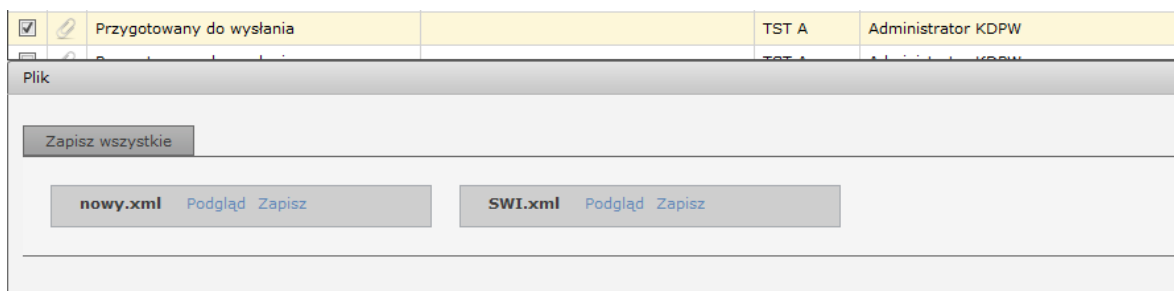 Przygotowany do wysłania TST A Administrator KDPW
Plik
Zapisz wszystkie
nowy.xml Podgląd Zapisz SWI.xml Podgląd Zapisz